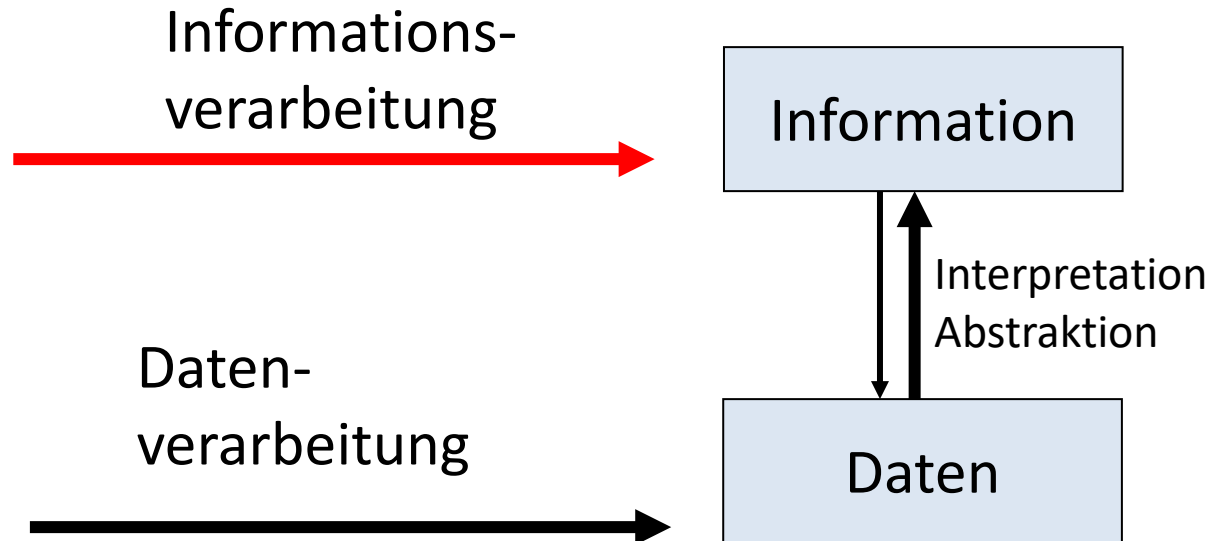 Informations-
verarbeitung
Information
Interpretation
Abstraktion
Daten-
verarbeitung
Daten